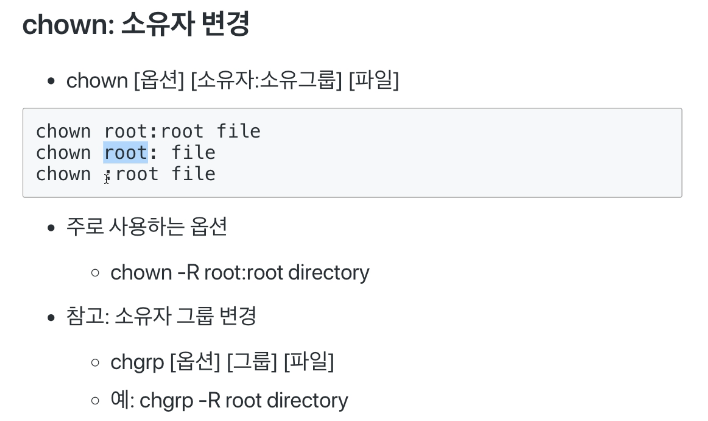 chown: 소유자 변경
chown [옵션] [소유자:소유그룹] [파일]
chown root:root file
chown root: file
chown :root file
주로 사용하는 옵션
chown -R root:root directory
참고: 소유자 그룹 변경
chgrp [옵션] [그룹] [파일]
예: chgrp -R root directory